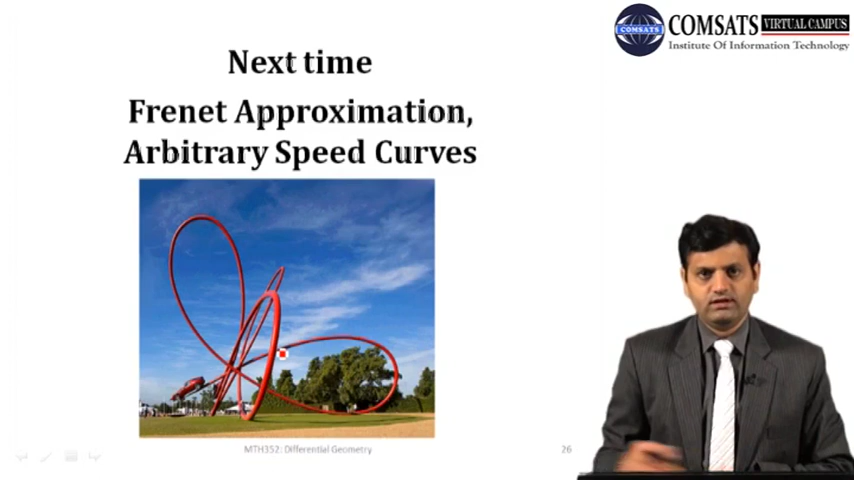 COMSATS VIRTUAL CAMPUS
Institute Of Information Technology
COMSATS
Next time
Frenet Approximation,
Arbitrary Speed Curves
MTH352: Differential Geometry
26